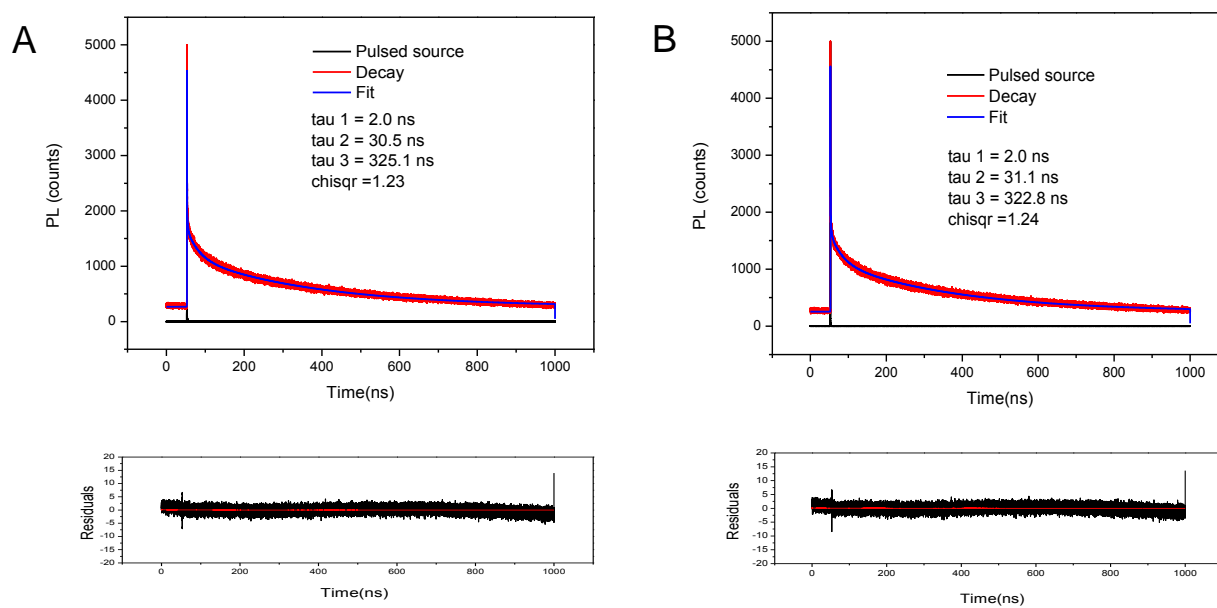 A
5000
4000
3000
2000
1000
0
PL (counts)
Pulsed source
Decay
Fit
tau 1 = 2.0 ns
tau 2 = 30.5 ns
tau 3 = 325.1 ns
chisqr =1.23
0 200 400 600 800 1000
Time(ns)
20
15
10
5
0
-5
-10
-15
-20
Residuals
0 200 400 600 800 1000
Time(ns)
B
5000
4000
3000
2000
1000
0
PL (counts)
Pulsed source
Decay
Fit
tau 1 = 2.0 ns
tau 2 = 31.1 ns
tau 3 = 322.8 ns
chisqr =1.24
0 200 400 600 800 1000
Time(ns)
20
15
10
5
0
-5
-10
-15
-20
Residuals
0 200 400 600 800 1000
Time(ns)